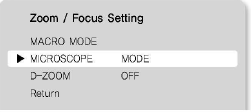 Zoom / Focus Setting
MACRO MODE
▶ MICROSCOPE MODE
D-ZOOM OFF
Return